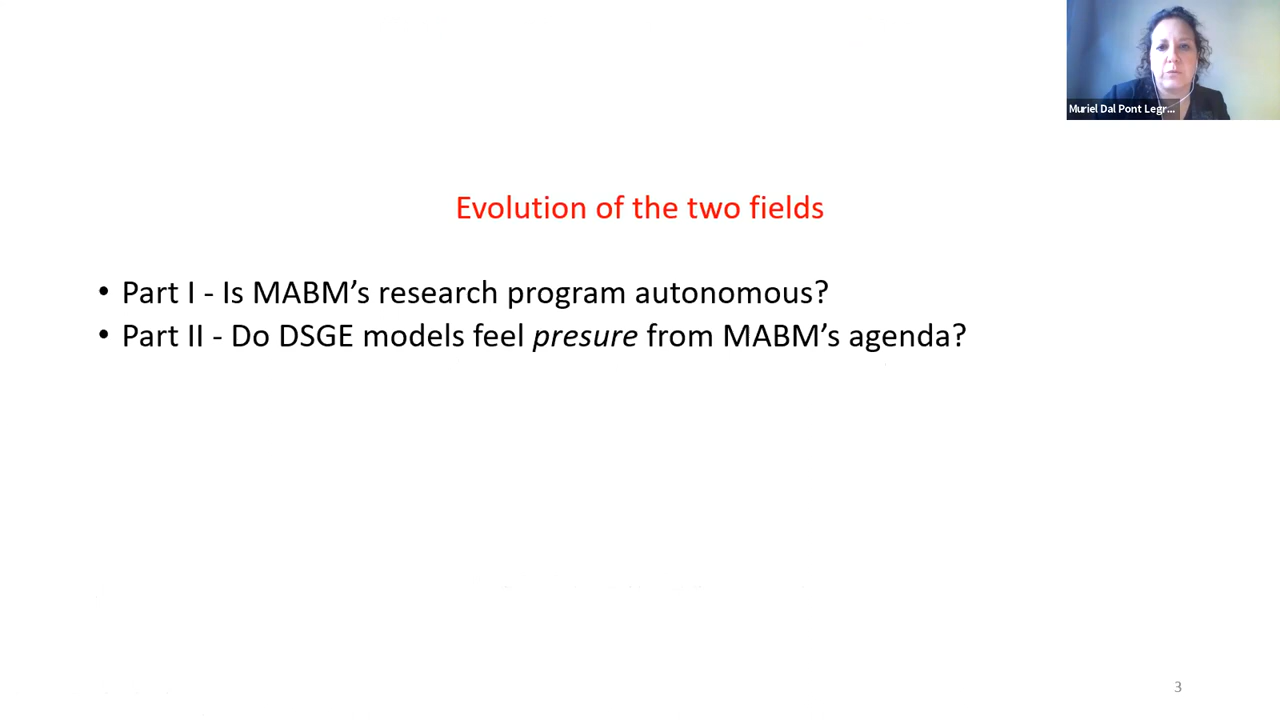 Muriel Dal Pont Legr...
Evolution of the two fields
• Part I - Is MABM’s research program autonomous?
• Part II - Do DSGE models feel presure from MABM’s agenda?
3